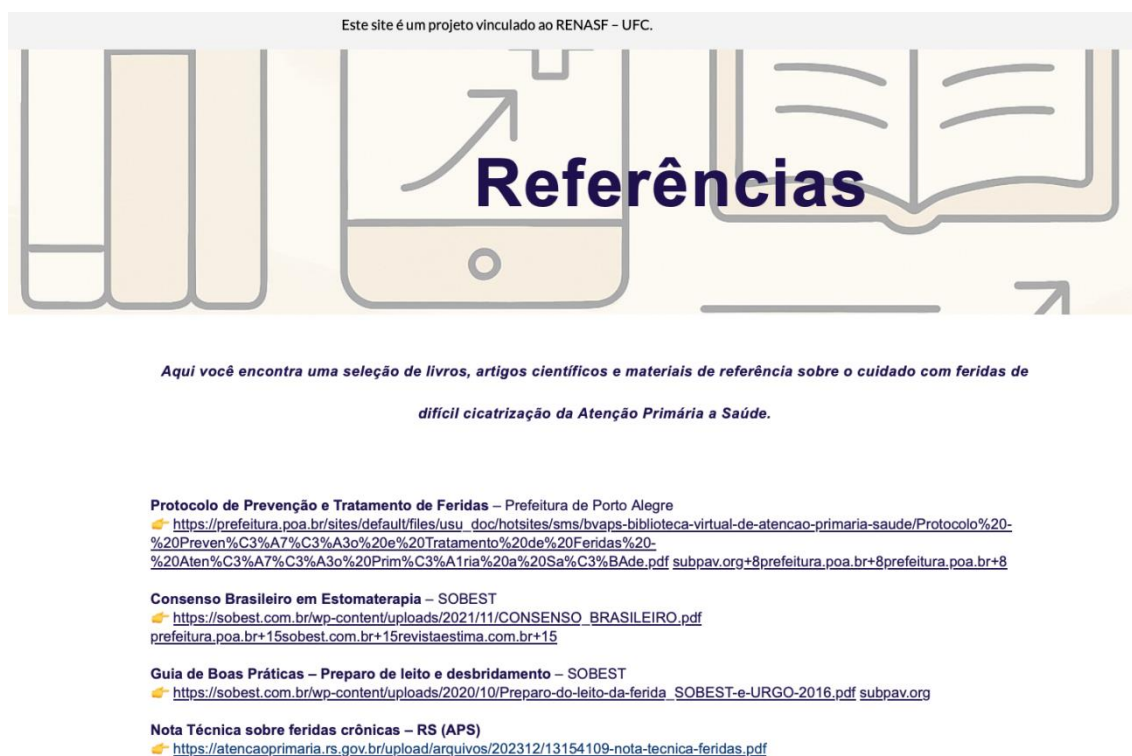 Este site é um projeto vinculado ao RENASF – UFC.
Referências
Aqui você encontra uma seleção de livros, artigos científicos e materiais de referência sobre o cuidado com feridas de
difícil cicatrização da Atenção Primária a Saúde.
Protocolo de Prevenção e Tratamento de Feridas – Prefeitura de Porto Alegre
👉 https://prefeitura.poa.br/sites/default/files/usu_doc/hotsites/sms/bvaps-biblioteca-virtual-de-atencao-primaria-saude/Protocolo%20-
%20Preven%C3%A7%C3%A3o%20e%20Tratamento%20de%20Feridas%20-
%20Aten%C3%A7%C3%A3o%20Prim%C3%A1ria%20a%20Sa%C3%BAde.pdf subpav.org+8prefeitura.poa.br+8prefeitura.poa.br+8
Consenso Brasileiro em Estomaterapia – SOBEST
👉 https://sobest.com.br/wp-content/uploads/2021/11/CONSENSO_BRASILEIRO.pdf
prefeitura.poa.br+15sobest.com.br+15revistaestima.com.br+15
Guia de Boas Práticas – Preparo de leito e desbridamento – SOBEST
👉 https://sobest.com.br/wp-content/uploads/2020/10/Preparo-do-leito-da-ferida_SOBEST-e-URGO-2016.pdf subpav.org
Nota Técnica sobre feridas crônicas – RS (APS)
👉 https://atencaoprimaria.rs.gov.br/upload/arquivos/202312/13154109-nota-tecnica-feridas.pdf